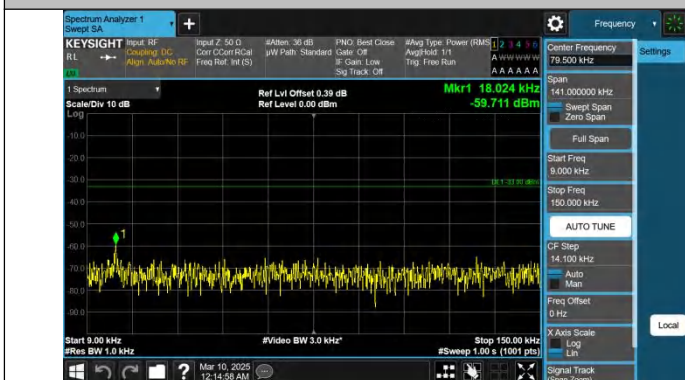 Spectrum Analyzer 1
Swept SA
Frequency
KEYSIGHT
RL
Input: RF
Coupling: DC
Align: Auto/No RF
Input Z: 50 Ω
Corr CCorr RCal
Freq Ref: Int (S)
#Atten: 36 dB
µW Path: Standard
PNO: Best Close
Gate: Off
IF Gain: Low
Sig Track: Off
#Avg Type: Power (RMS)
Avg|Hold: 1/1
Trig: Free Run
1 2 3 4 5 6
A W W W W W
A A A A A A
LU
1 Spectrum
Scale/Div 10 dB
Ref Lvl Offset 0.39 dB
Ref Level 0.00 dBm
Mkr1 18.024 kHz
-59.711 dBm
Log
-10.0
-20.0
-30.0
DL1 -33.00 dBm
-40.0
-50.0
1
-60.0
-70.0
-80.0
-90.0
Start 9.00 kHz
#Res BW 1.0 kHz
#Video BW 3.0 kHz*
Stop 150.00 kHz
#Sweep 1.00 s (1001 pts)
Mar 10, 2025
12:14:56 AM
Center Frequency
79.500 kHz
Span
141.000000 kHz
Swept Span
Zero Span
Full Span
Start Freq
9.000 kHz
Stop Freq
150.000 kHz
AUTO TUNE
CF Step
14.100 kHz
Auto
Man
Freq Offset
0 Hz
X Axis Scale
Log
Lin
Signal Track
(Span Zoom)
Settings
Local